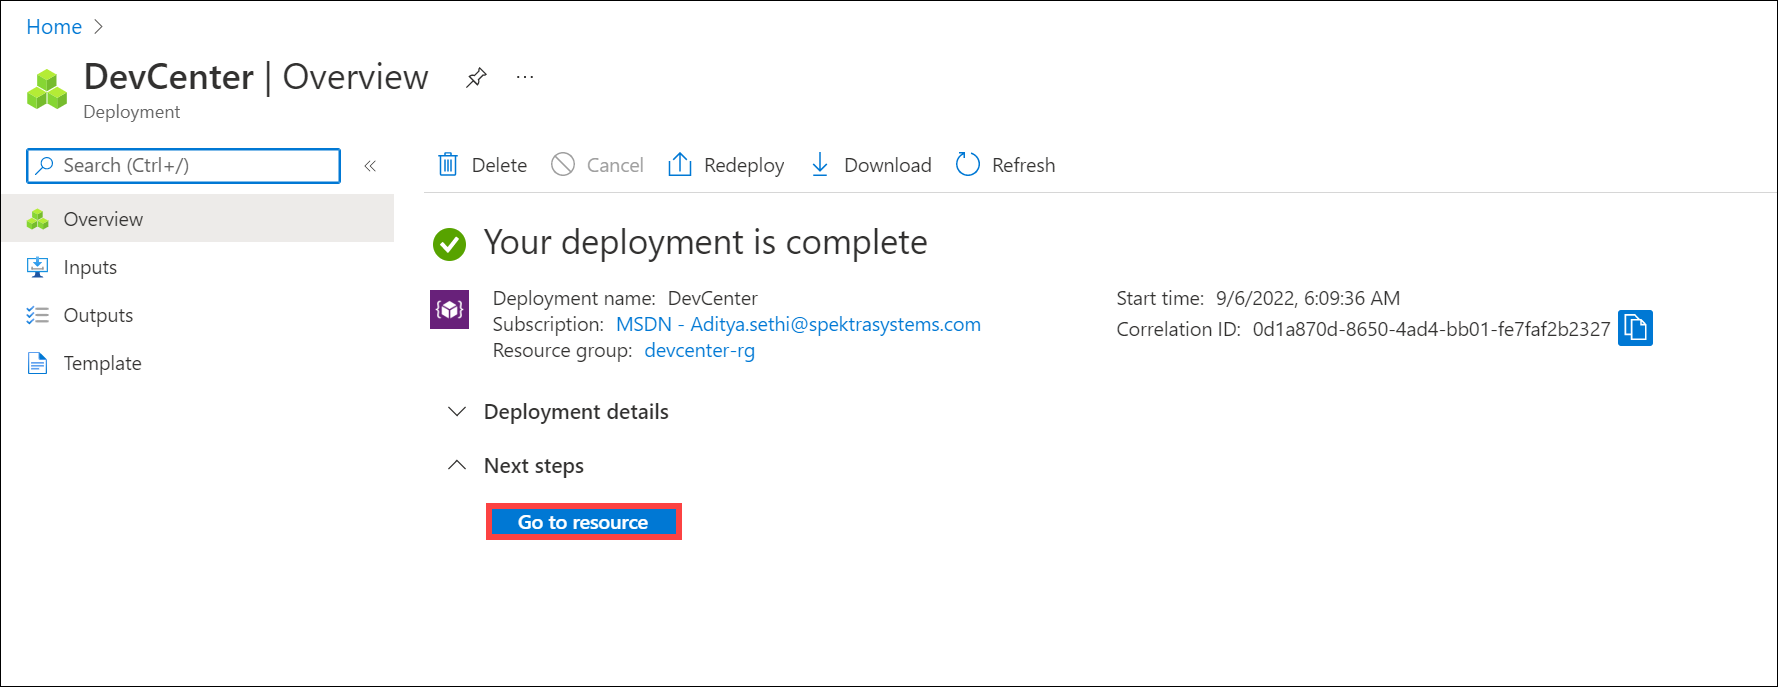 Home
DevCenter | Overview
Deployment
Search (Ctrl+/)
Delete Cancel Redeploy Download Refresh
Overview
Inputs
Outputs
Template
Your deployment is complete
Deployment name: DevCenter
Subscription: MSDN - Aditya.sethi@spektrasystems.com
Resource group: devcenter-rg
Start time: 9/6/2022, 6:09:36 AM
Correlation ID: 0d1a870d-8650-4ad4-bb01-fe7faf2b2327
Deployment details
Next steps
Go to resource